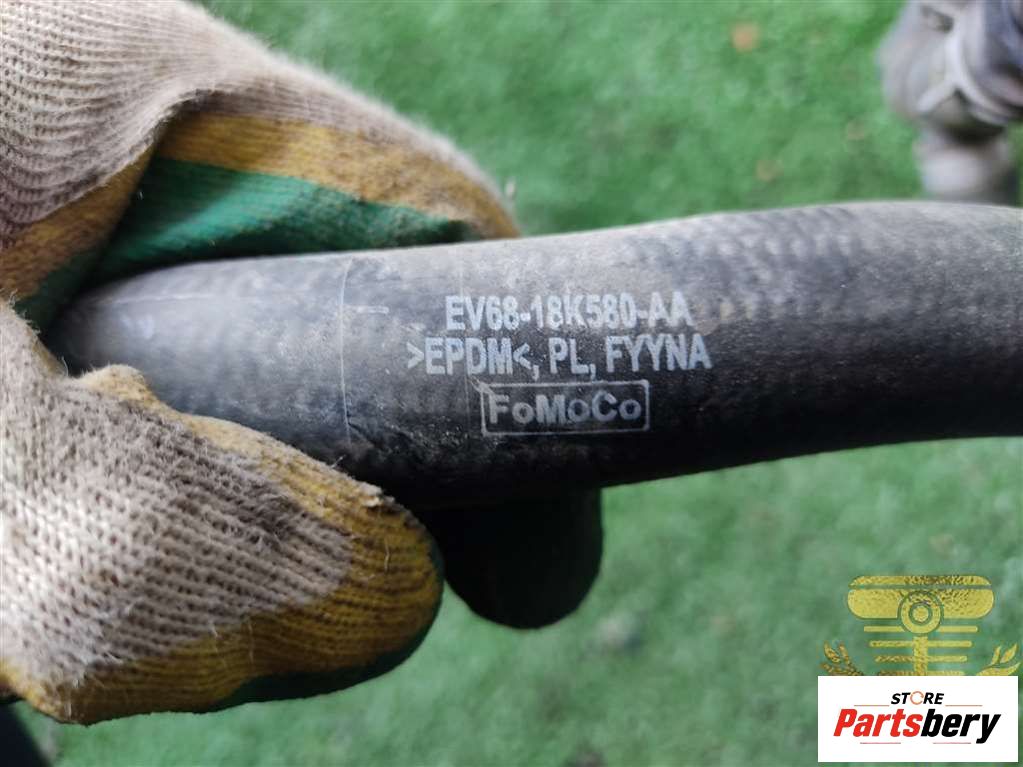 EV68-18K580-AA
>EPDM<, PL, FYYNA
FoMoCo
STORE
Partsbery